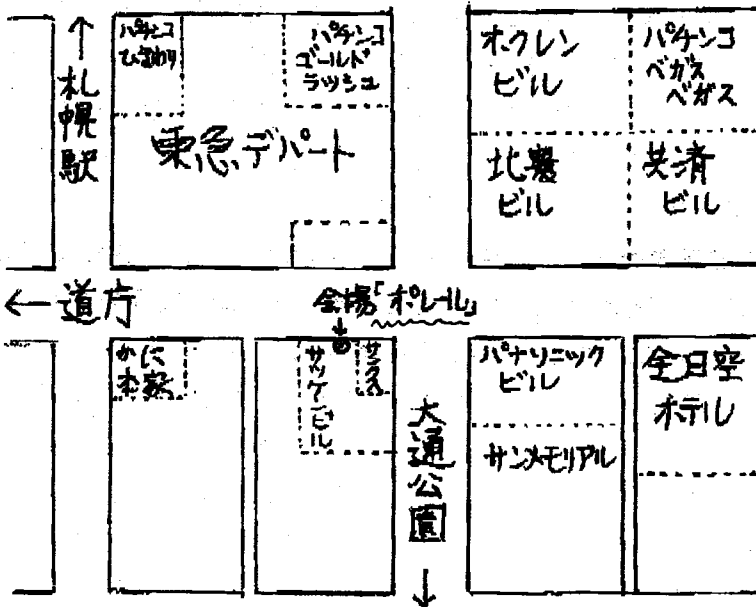 ↑
札幌駅
パチンコ
ひまわり
パチンコ
ゴールド
ラッシュ
東急デパート
ホクレン
ビル
パチンコ
ベガス
ベガス
北農
ビル
共済
ビル
←道庁
会場「ポレール」
↓
かに
本家
サツケンビル
サンクス
大通公園
↓
パナソニック
ビル
サンメモリアル
全日空
ホテル